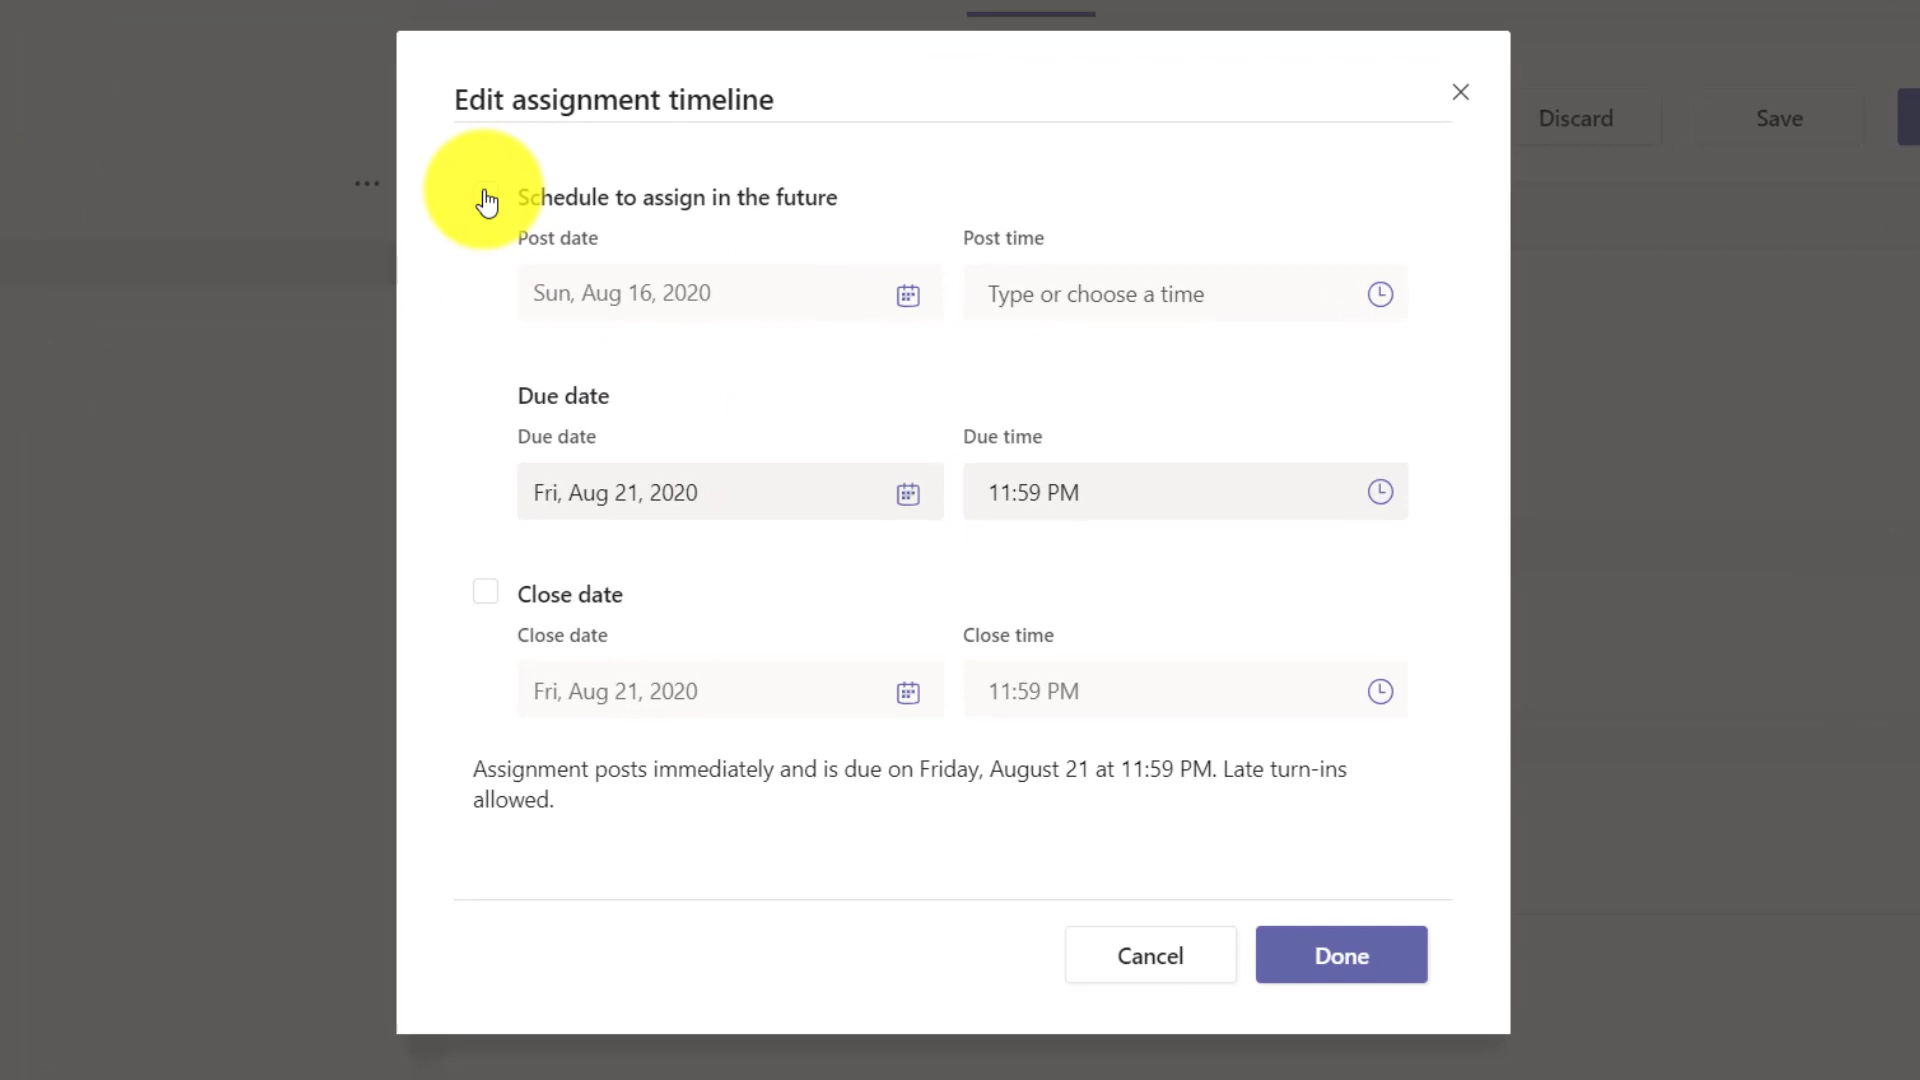 Edit assignment timeline
Discard
Save
Schedule to assign in the future
Post date
Post time
Sun, Aug 16, 2020
Type or choose a time
Due date
Due date
Due time
Fri, Aug 21, 2020
11:59 PM
Close date
Close date
Close time
Fri, Aug 21, 2020
11:59 PM
Assignment posts immediately and is due on Friday, August 21 at 11:59 PM. Late turn-ins
allowed.
Cancel
Done